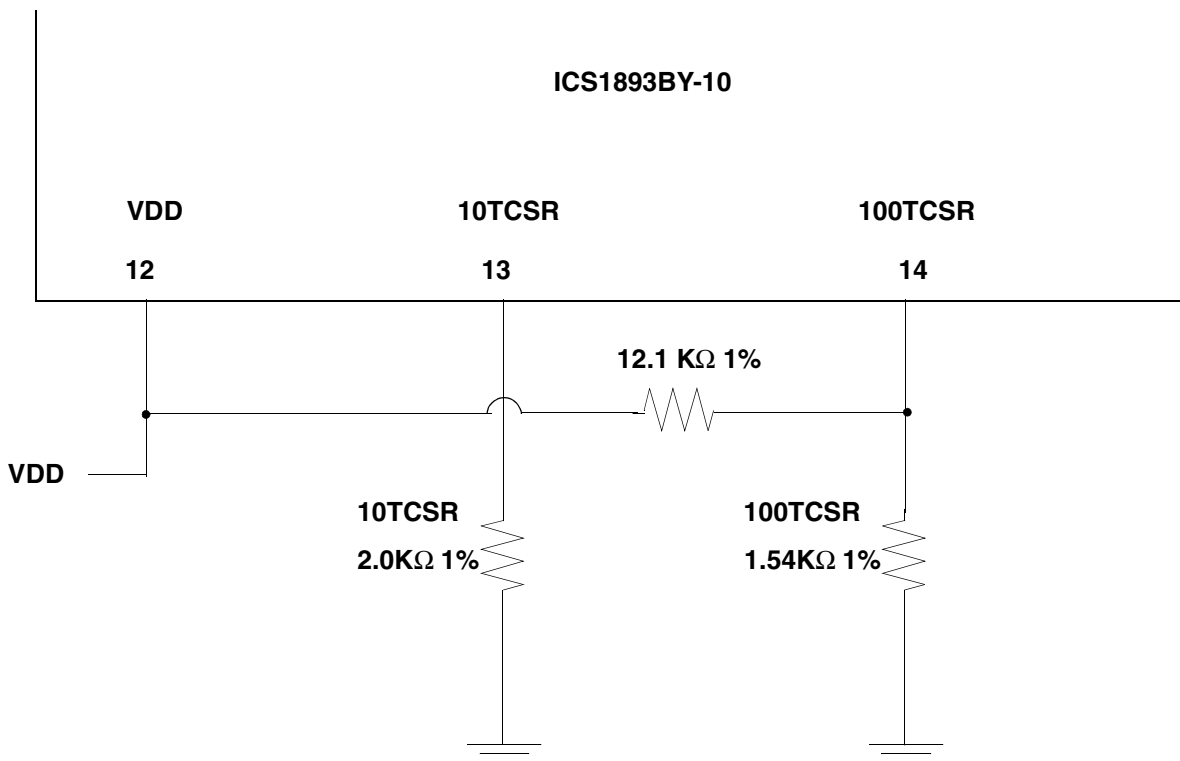 ICS1893BY-10
VDD 10TCSR 100TCSR
12 13 14
12.1 KΩ 1%
VDD
10TCSR 100TCSR
2.0KΩ 1% 1.54KΩ 1%